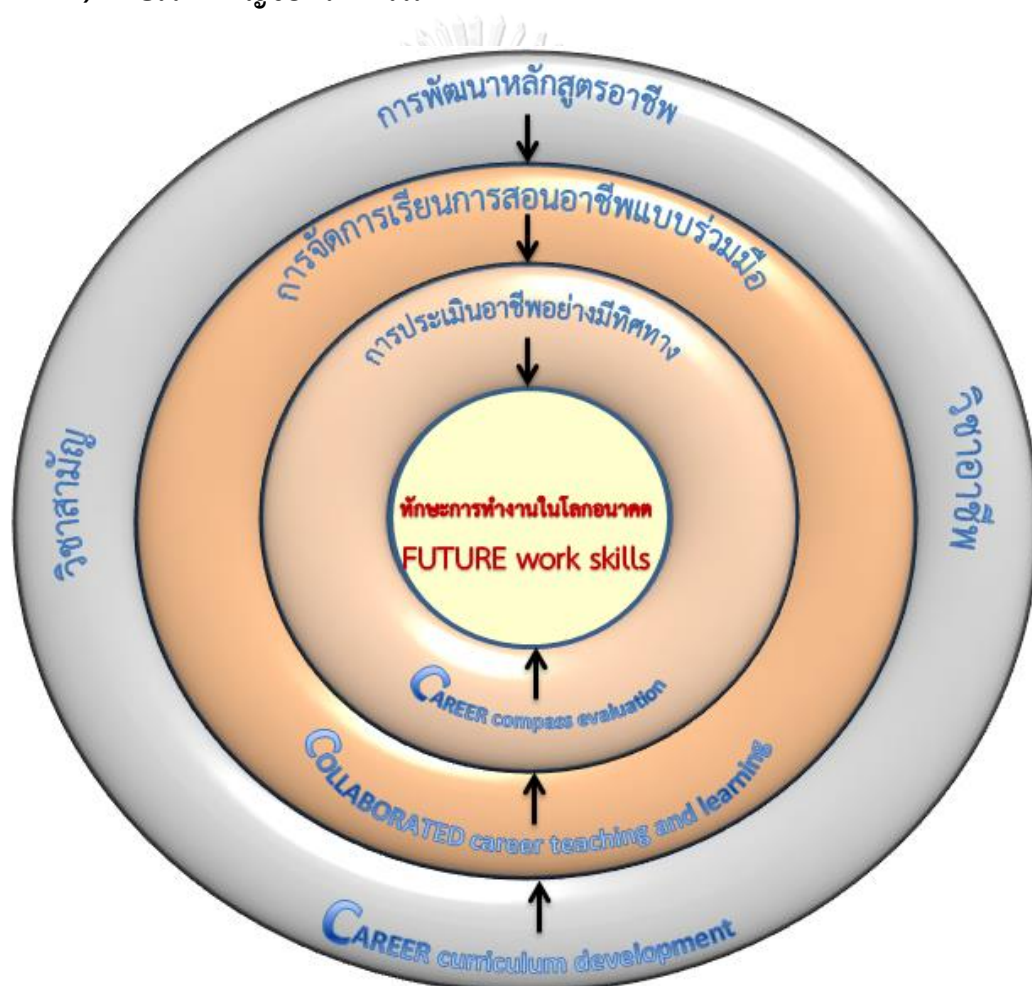 การพัฒนาหลักสูตรอาชีพ
การจัดการเรียนการสอนอาชีพแบบร่วมมือ
การประเมินอาชีพอย่างมีทิศทาง
วิชาสามัญ
วิชาอาชีพ
ทักษะการทำงานในโลกอนาคต
FUTURE work skills
CAREER compass evaluation
COLLABORATED career teaching and learning
CAREER curriculum development